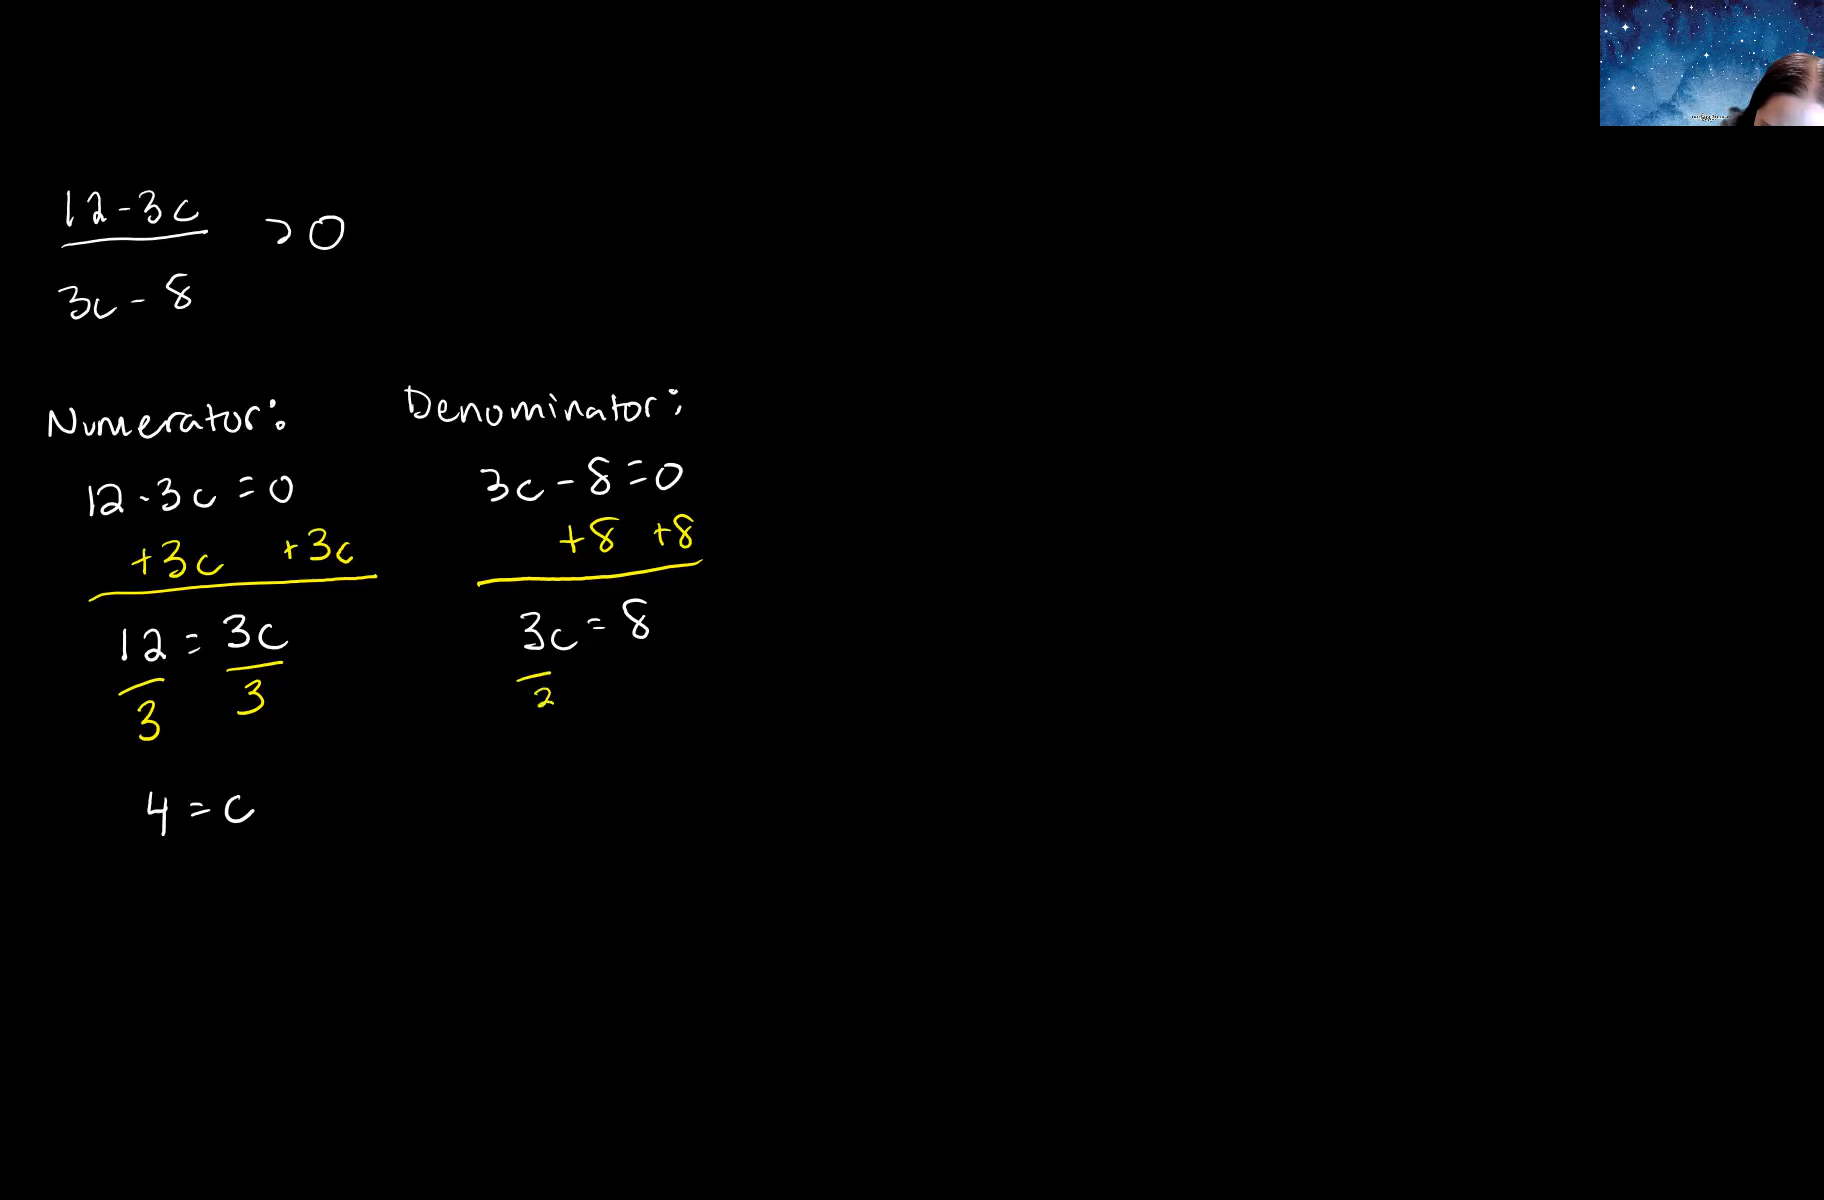 12-3c
3c-8 >0
Numerator:
12-3c=0
+3c +3c
12=3c
3 3
4=c
Denominator:
3c-8=0
+8 +8
3c=8
2